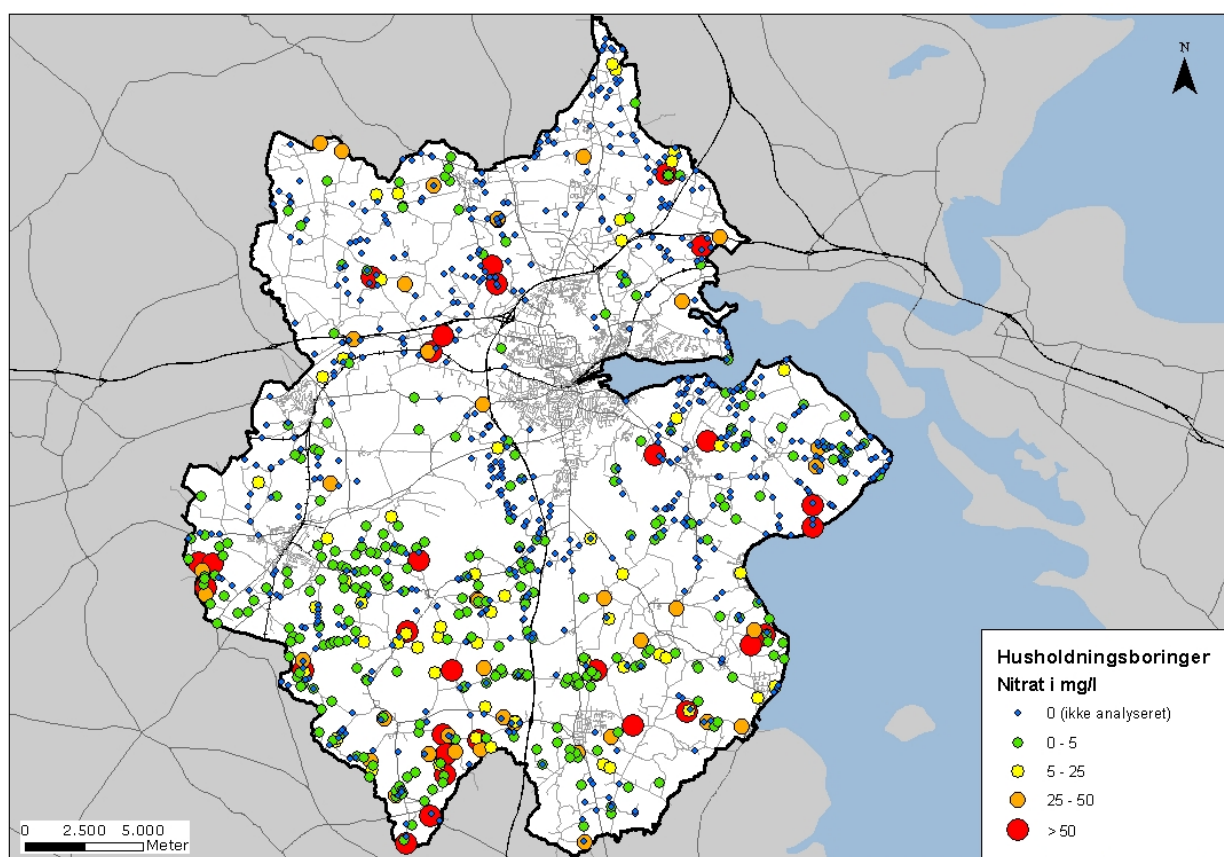 N
Husholdningsboringer
Nitrat i mg/l
0 (ikke analyseret)
0 - 5
5 - 25
25 - 50
> 50
0 2.500 5.000
Meter